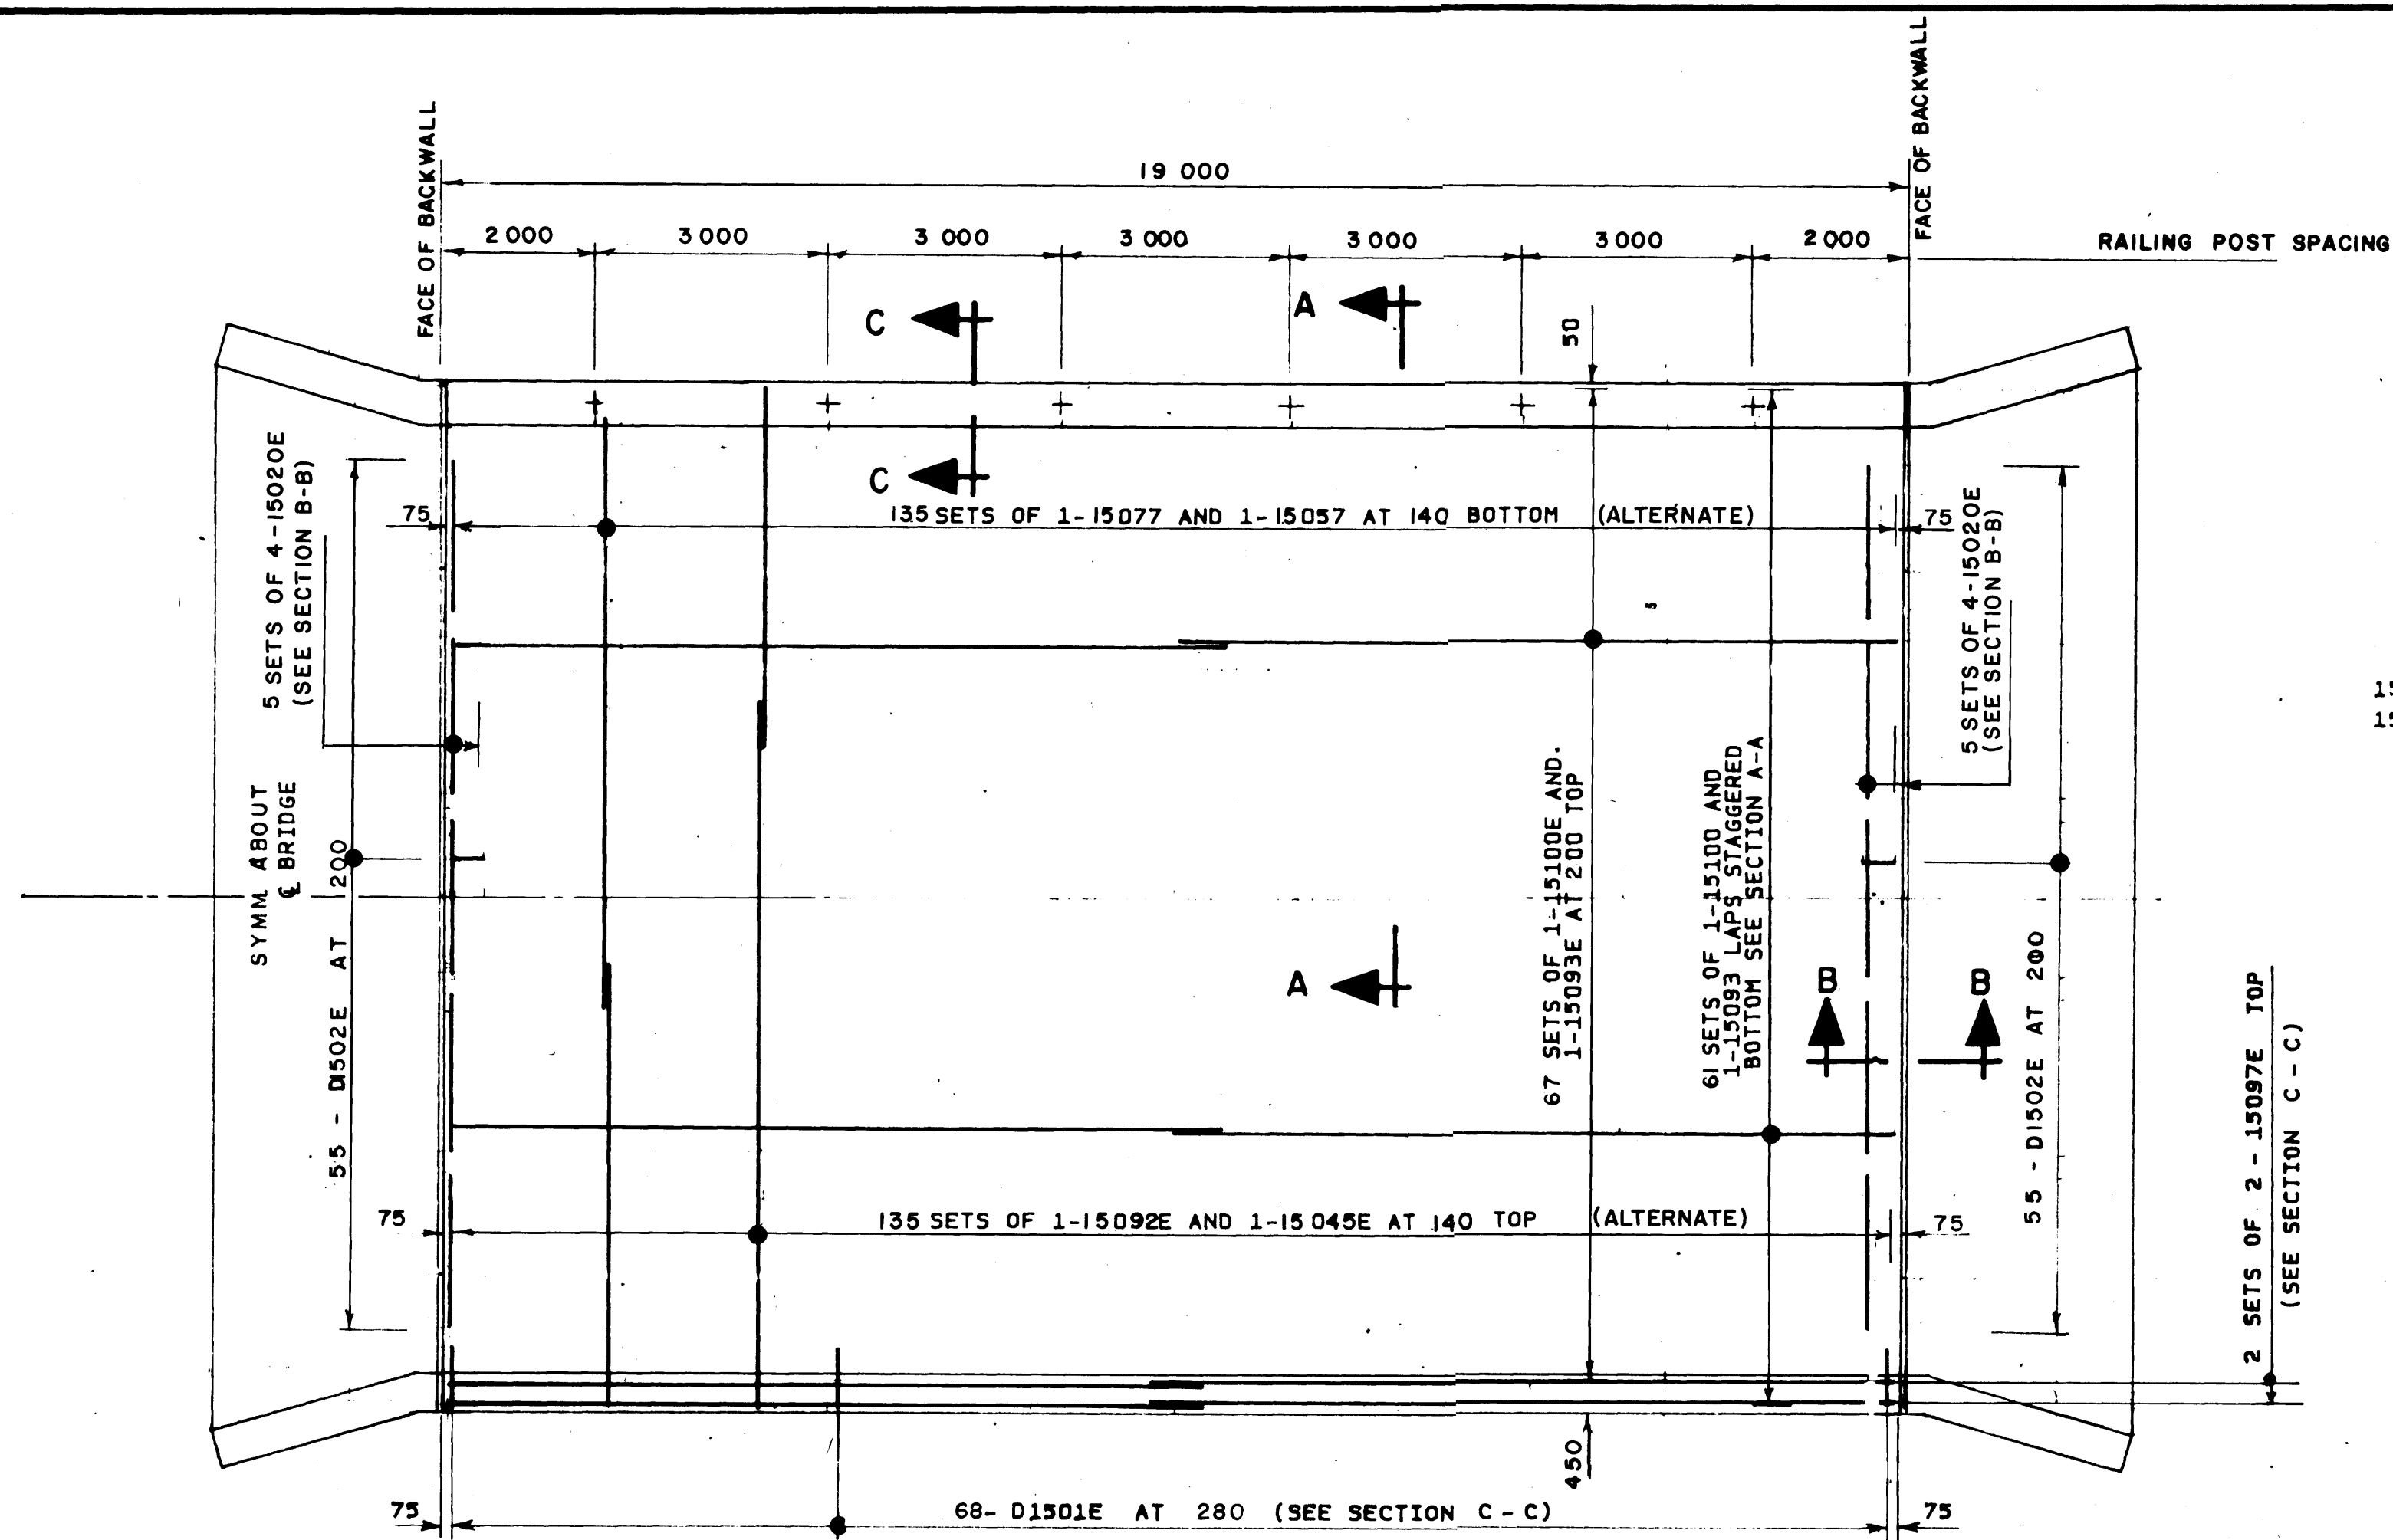 FACE OF BACKWALL
FACE OF BACKWALL
19 000
2 000
3 000
3 000
3 000
3 000
3 000
2 000
RAILING POST SPACING
C
A
50
C
5 SETS OF 4-15020E
(SEE SECTION B-B)
75
135 SETS OF 1-15077 AND 1-15057 AT 140 BOTTOM (ALTERNATE)
75
5 SETS OF 4-15020E
(SEE SECTION B-B)
15
15
SYMM. ABOUT
℄ BRIDGE
55 - D1502E AT 200
67 SETS OF 1-15100E AND.
1-15093E AT 200 TOP
61 SETS OF 1-15100 AND
1-15093 LAPS STAGGERED
BOTTOM SEE SECTION A-A
A
B
B
55 - D1502E AT 200
2 SETS OF 2-15097E TOP
(SEE SECTION C-C)
75
135 SETS OF 1-15092E AND 1-15045E AT 140 TOP (ALTERNATE)
75
450
75
68- D1501E AT 280 (SEE SECTION C-C)
75